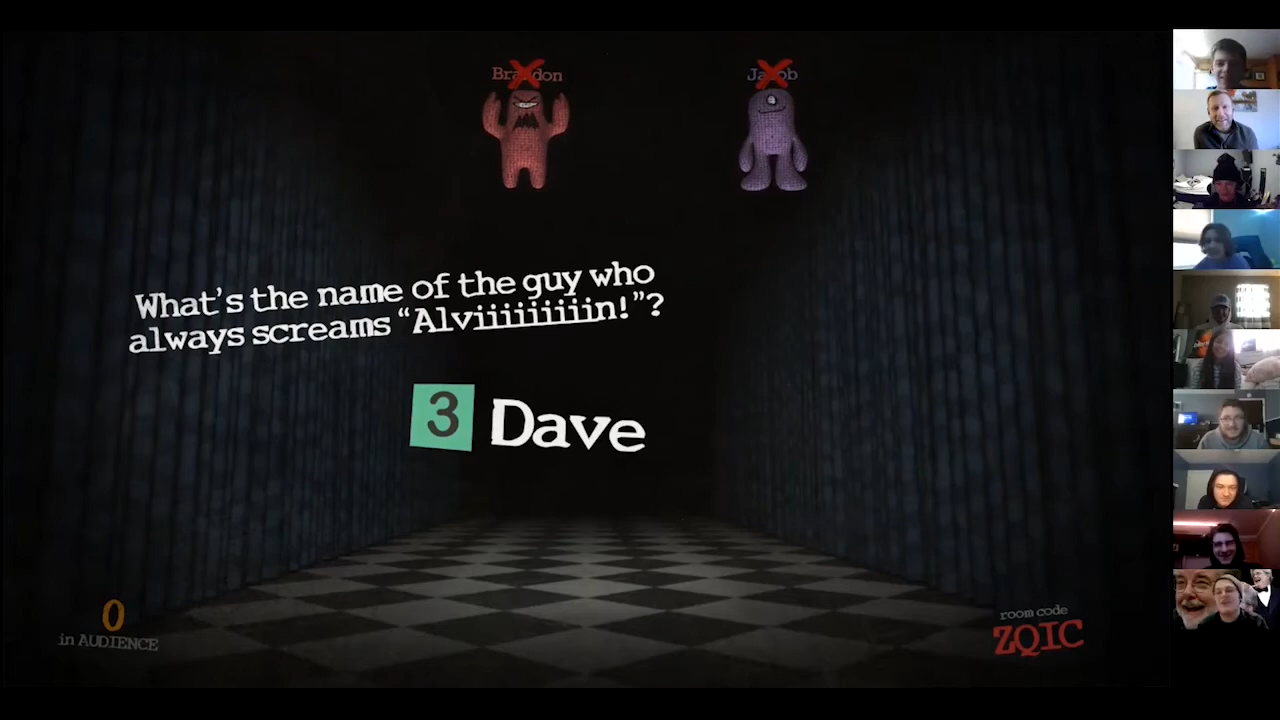 Brandon
Jacob
What's the name of the guy who
always screams “Alviiiiiiiiin!”?
3 Dave
0
in AUDIENCE
room code
ZQIC